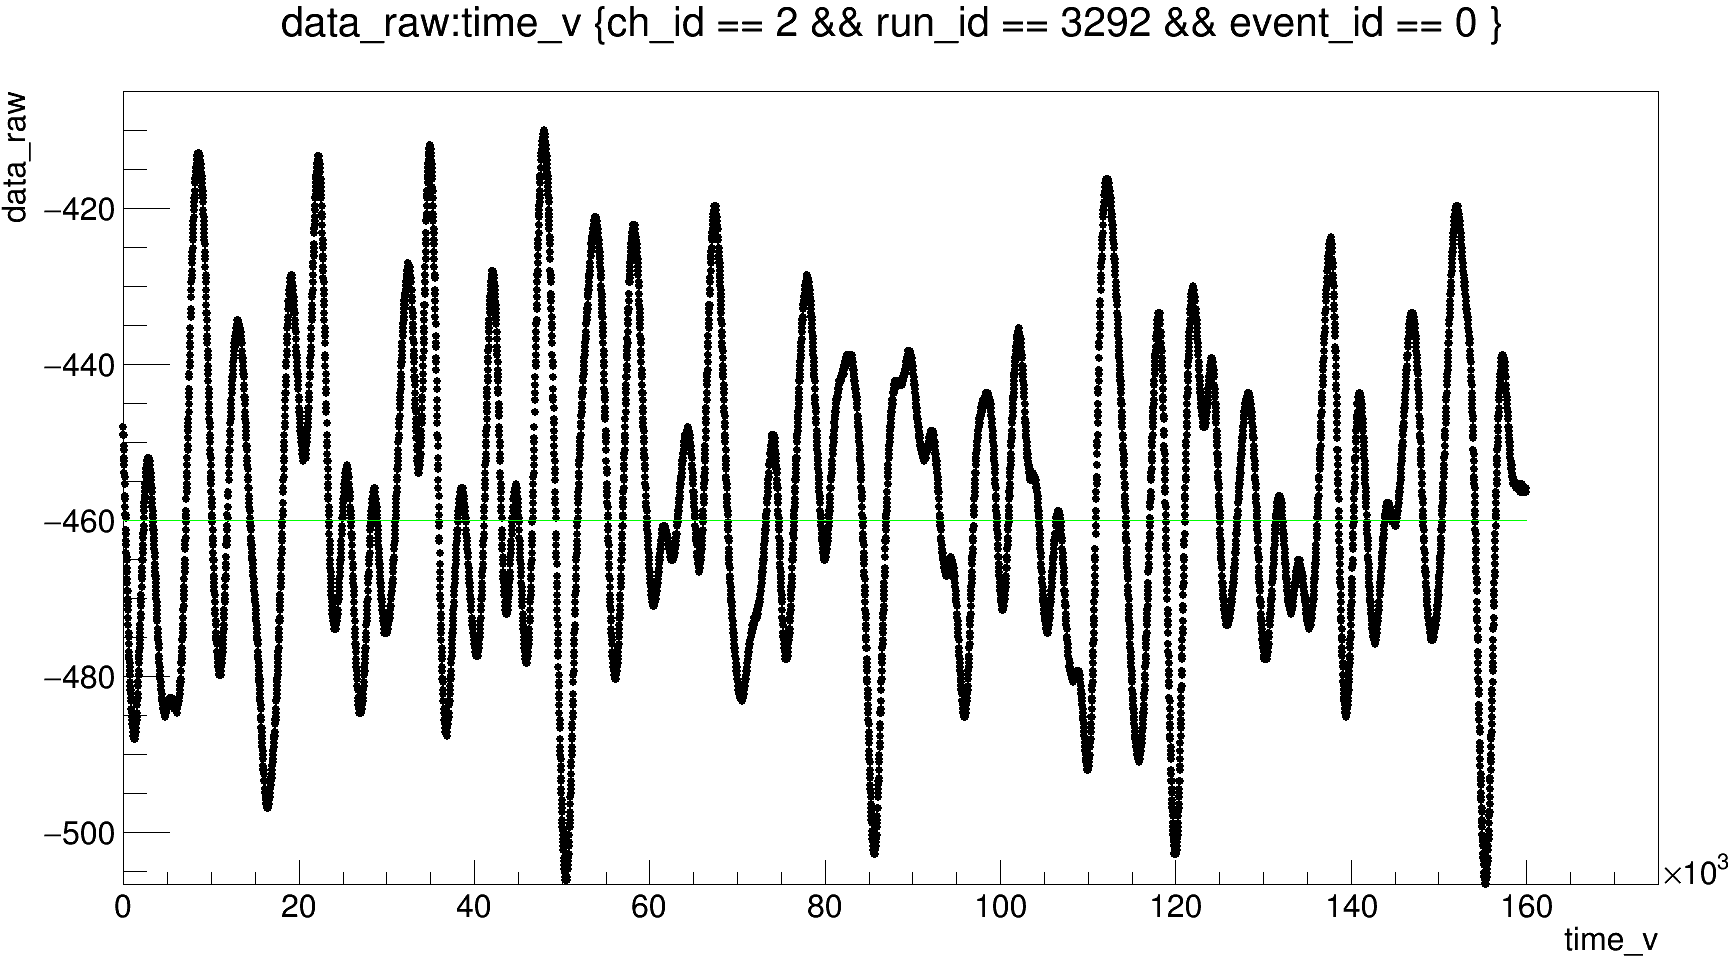 data_raw:time_v {ch_id == 2 && run_id == 3292 && event_id == 0 }
data_raw
−420
−440
−460
−480
−500
0 20 40 60 80 100 120 140 160
×10³
time_v